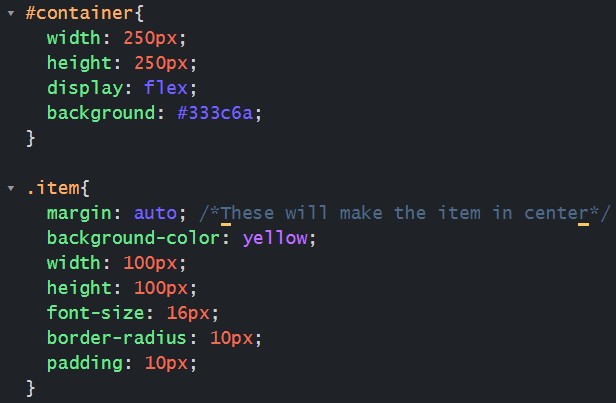 #container{
width: 250px;
height: 250px;
display: flex;
background: #333c6a;
}
.item{
margin: auto; /*These will make the item in center*/
background-color: yellow;
width: 100px;
height: 100px;
font-size: 16px;
border-radius: 10px;
padding: 10px;
}